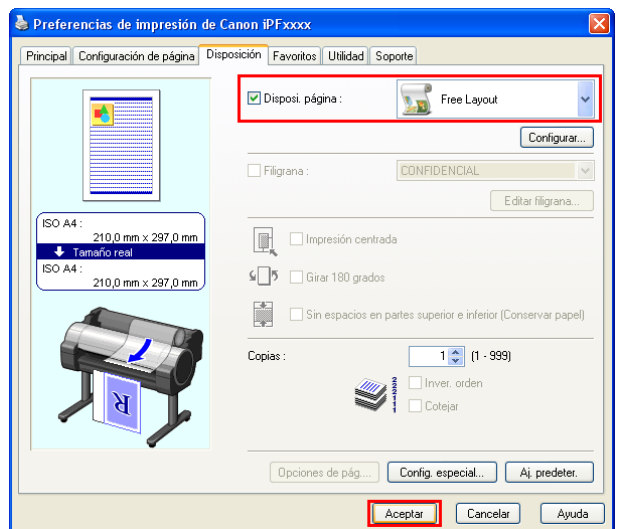 Preferencias de impresión de Canon iPFxxxx
Principal Configuración de página Disposición Favoritos Utilidad Soporte
Disposi. página : Free Layout
Configurar...
Filigrana : CONFIDENCIAL
Editar filigrana...
ISO A4 :
210,0 mm x 297,0 mm
Tamaño real
ISO A4 :
210,0 mm x 297,0 mm
Impresión centrada
Girar 180 grados
Sin espacios en partes superior e inferior (Conservar papel)
Copias : 1 (1 - 999)
Inver. orden
Cotejar
Opciones de pág.... Config. especial... Aj. predeter.
Aceptar Cancelar Ayuda